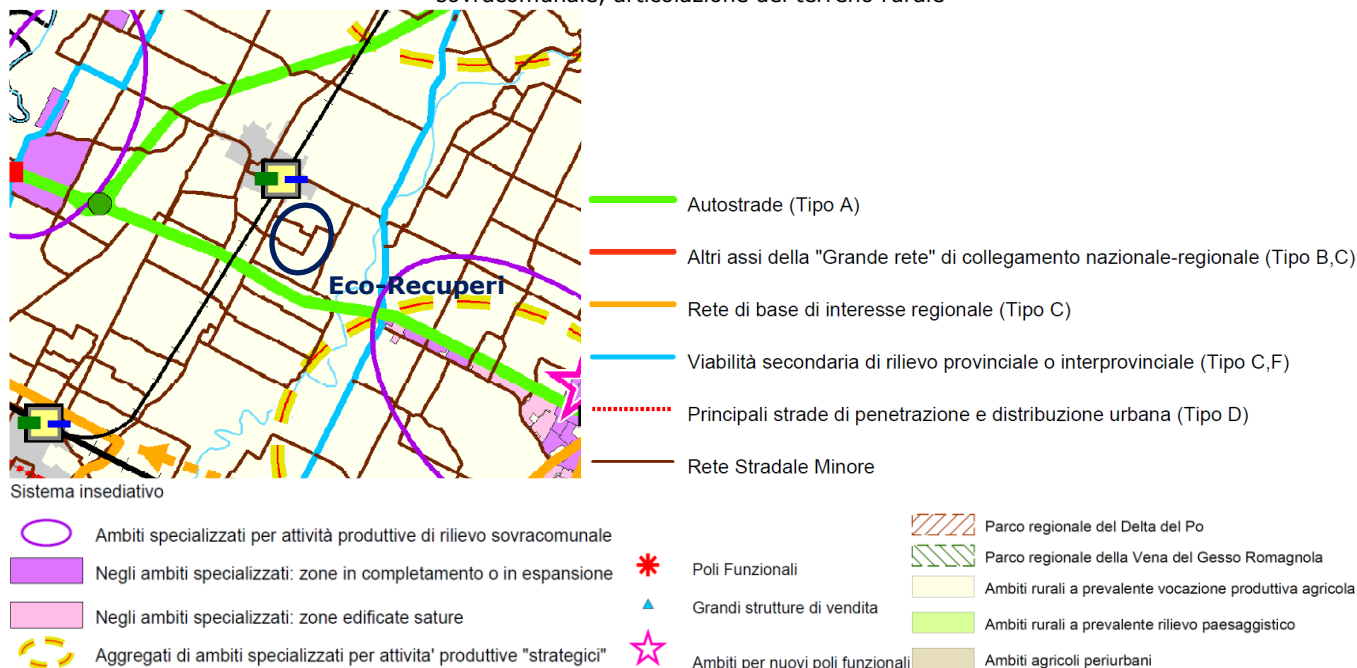 sovracomunale, articolazione del terreno rurale
Eco-Recuperi
Autostrade (Tipo A)
Altri assi della "Grande rete" di collegamento nazionale-regionale (Tipo B,C)
Rete di base di interesse regionale (Tipo C)
Viabilità secondaria di rilievo provinciale o interprovinciale (Tipo C,F)
Principali strade di penetrazione e distribuzione urbana (Tipo D)
Rete Stradale Minore
Sistema insediativo
Ambiti specializzati per attività produttive di rilievo sovracomunale
Negli ambiti specializzati: zone in completamento o in espansione
Negli ambiti specializzati: zone edificate sature
Aggregati di ambiti specializzati per attivita' produttive "strategici"
Poli Funzionali
Grandi strutture di vendita
Ambiti per nuovi poli funzionali
Parco regionale del Delta del Po
Parco regionale della Vena del Gesso Romagnola
Ambiti rurali a prevalente vocazione produttiva agricola
Ambiti rurali a prevalente rilievo paesaggistico
Ambiti agricoli periurbani